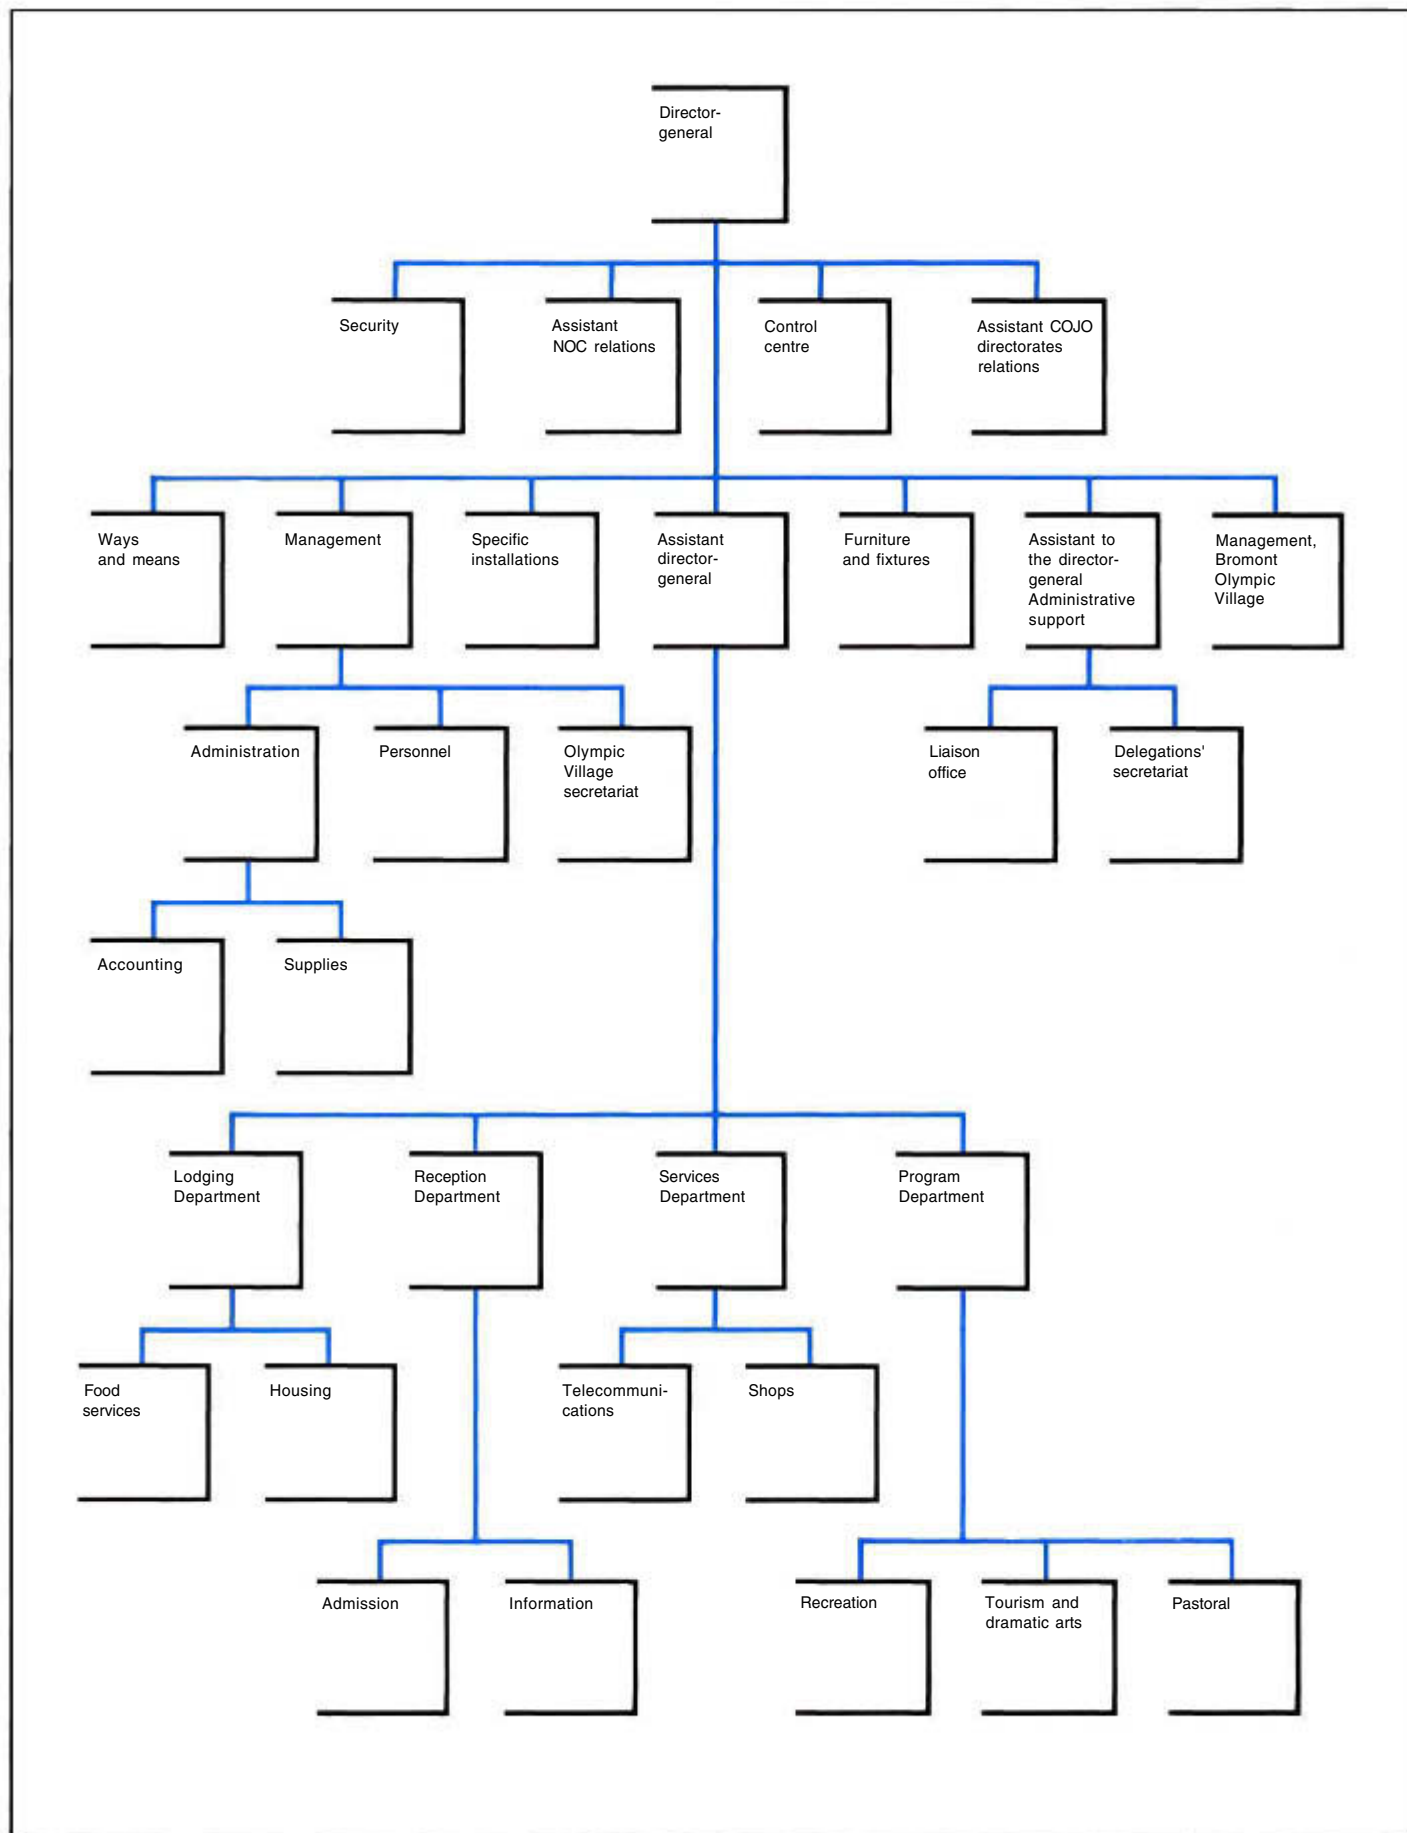 Director-
general
Security
Assistant
NOC relations
Control
centre
Assistant COJO
directorates
relations
Ways
and means
Management
Specific
installations
Assistant
director-
general
Furniture
and fixtures
Assistant to
the director-
general
Administrative
support
Management,
Bromont
Olympic
Village
Administration
Personnel
Olympic
Village
secretariat
Liaison
office
Delegations'
secretariat
Accounting
Supplies
Lodging
Department
Reception
Department
Services
Department
Program
Department
Food
services
Housing
Telecommuni-
cations
Shops
Admission
Information
Recreation
Tourism and
dramatic arts
Pastoral